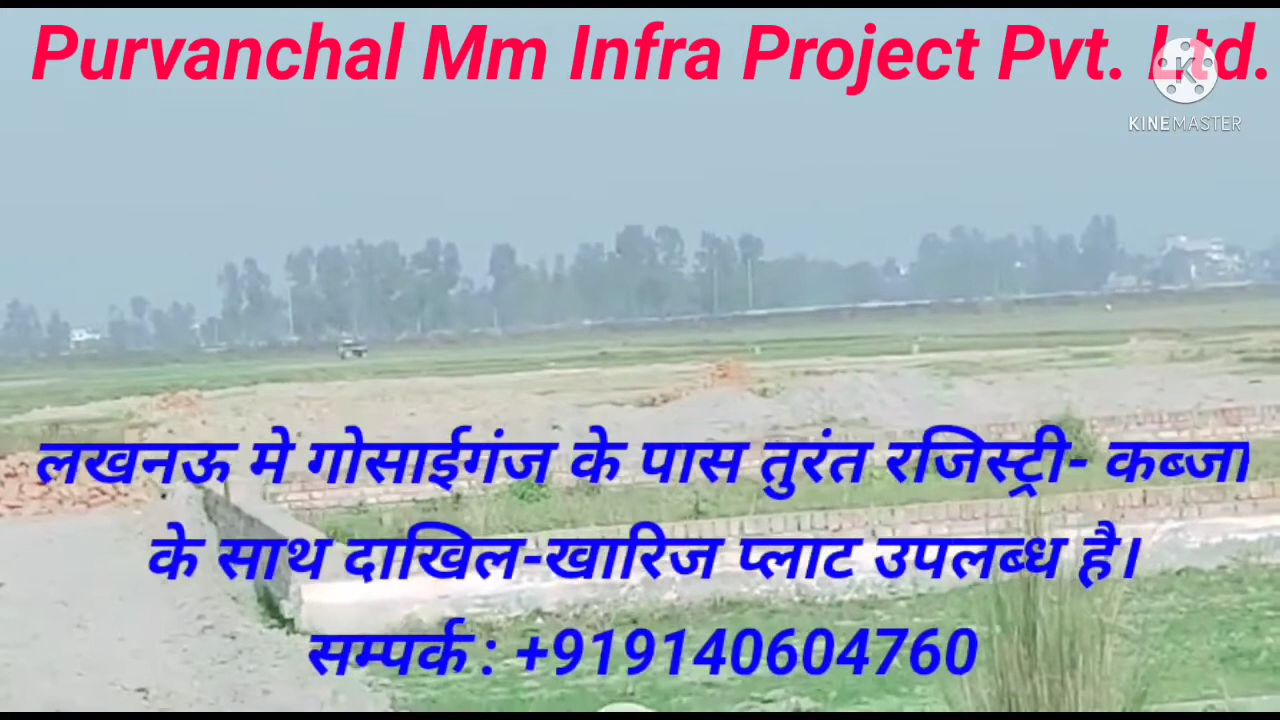 Purvanchal Mm Infra Project Pvt. Ltd.
KINEMASTER
लखनऊ मे गोसाईगंज के पास तुरंत रजिस्ट्री- कब्जा
के साथ दाखिल-खारिज प्लाट उपलब्ध है।
सम्पर्क : +919140604760